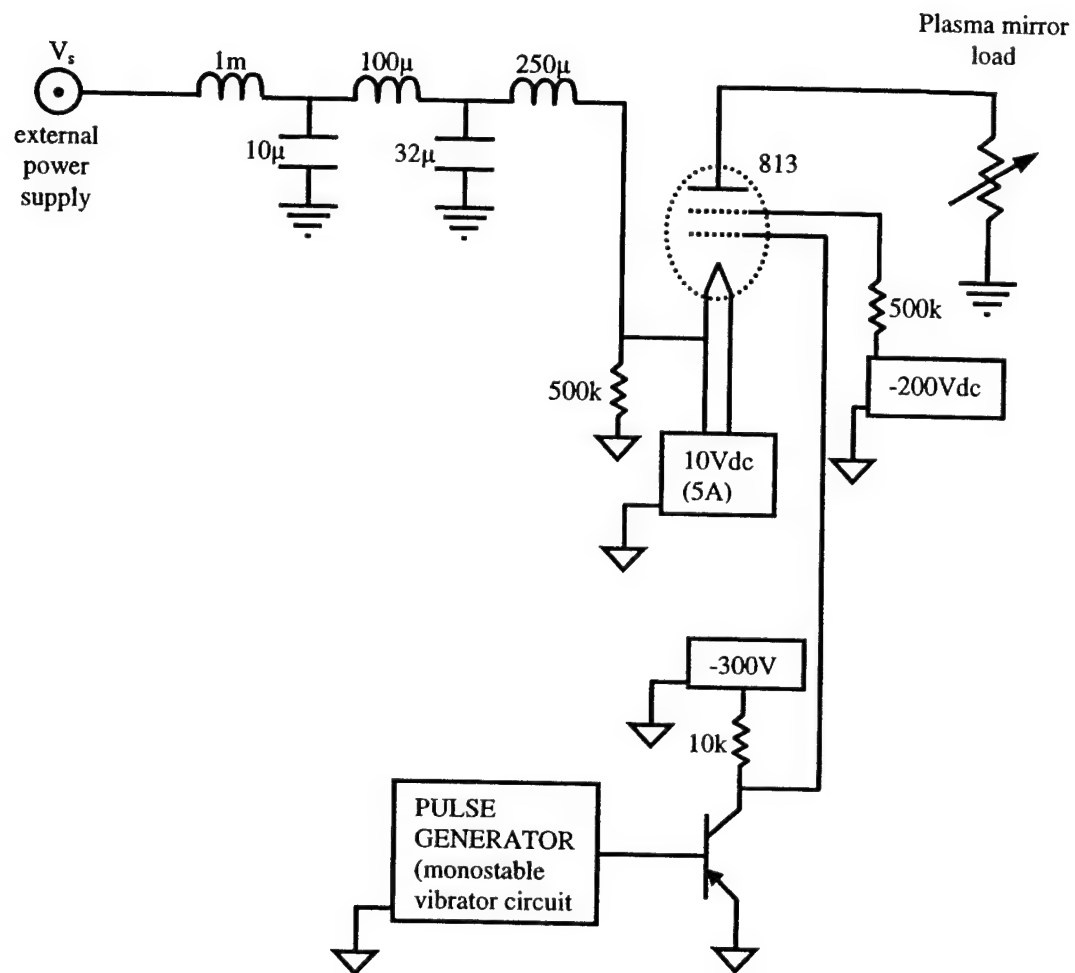 Plasma mirror
load
V_s
1m
100µ
250µ
external
power
supply
10µ
32µ
813
500k
-200Vdc
500k
10Vdc
(5A)
-300V
10k
PULSE
GENERATOR
(monostable
vibrator circuit